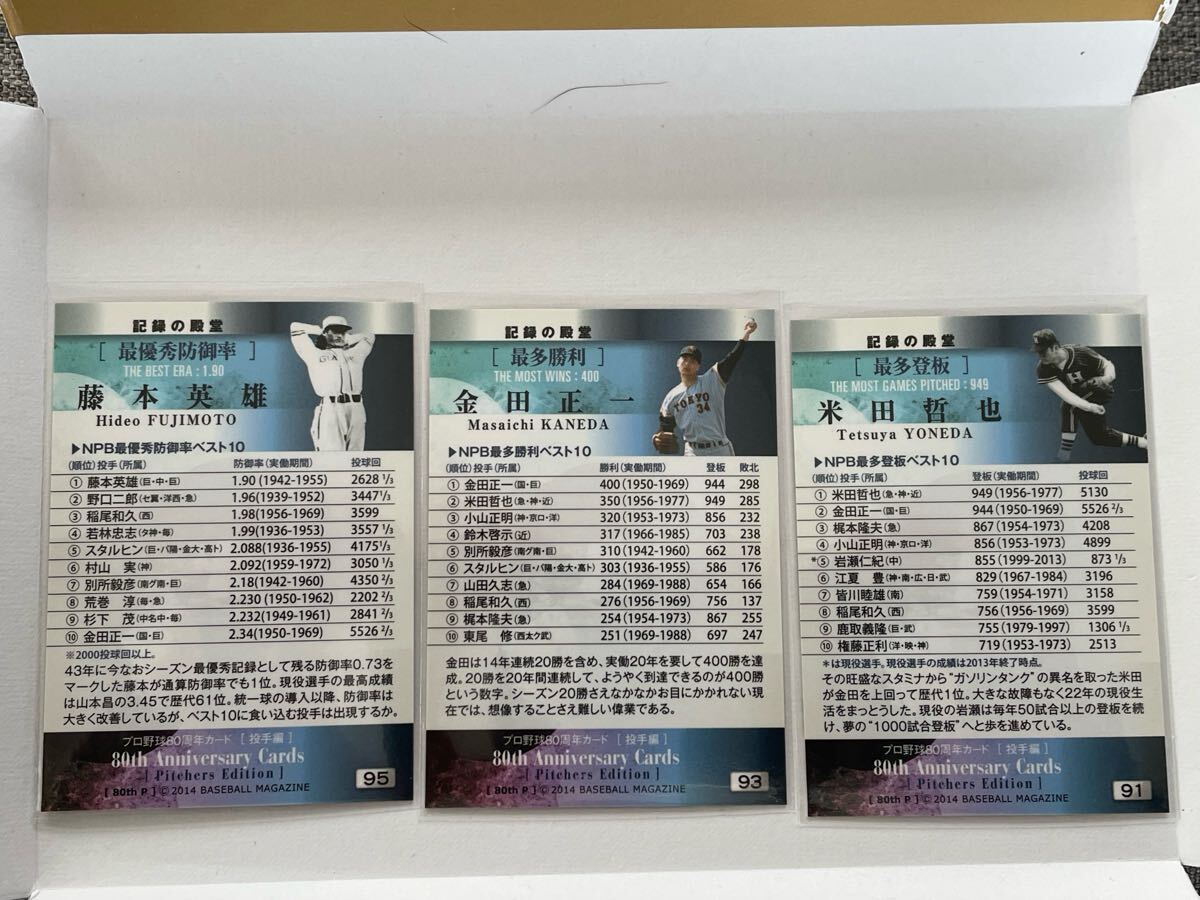 記録の殿堂
[ 最優秀防御率 ]
THE BEST ERA : 1.90
藤本英雄
Hideo FUJIMOTO
▶NPB最優秀防御率ベスト10
(順位) 投手 (所属) 防御率 (実働期間) 投球回
① 藤本英雄 (巨・中・巨) 1.90 (1942-1955) 2628 1/3
② 野口二郎 (セ翼・洋西・急) 1.96 (1939-1952) 3447 1/3
③ 稲尾和久 (西) 1.98 (1956-1969) 3599
④ 若林忠志 (タ神・毎) 1.99 (1936-1953) 3557 1/3
⑤ スタルヒン (巨・パ陽・金大・高ト) 2.088 (1936-1955) 4175 1/3
⑥ 村山 実 (神) 2.092 (1959-1972) 3050 1/3
⑦ 別所毅彦 (南グ南・巨) 2.18 (1942-1960) 4350 2/3
⑧ 荒巻 淳 (毎・急) 2.230 (1950-1962) 2202 2/3
⑨ 杉下 茂 (中名中・毎) 2.232 (1949-1961) 2841 2/3
⑩ 金田正一 (国・巨) 2.34 (1950-1969) 5526 2/3
※2000投球回以上。
43年に今なおシーズン最優秀記録として残る防御率0.73を
マークした藤本が通算防御率でも1位。現役選手の最高成績
は山本昌の3.45で歴代61位。統一球の導入以降、防御率は
大きく改善しているが、ベスト10に食い込む投手は出現するか。
プロ野球80周年カード [ 投手編 ]
80th Anniversary Cards
[ Pitchers Edition ]
[ 80th P ] © 2014 BASEBALL MAGAZINE
95
記録の殿堂
[ 最多勝利 ]
THE MOST WINS : 400
金田正一
Masaichi KANEDA
TOKYO
34
▶NPB最多勝利ベスト10
(順位) 投手 (所属) 勝利 (実働期間) 登板 敗北
① 金田正一 (国・巨) 400 (1950-1969) 944 298
② 米田哲也 (急・神・近) 350 (1956-1977) 949 285
③ 小山正明 (神・京ロ・洋) 320 (1953-1973) 856 232
④ 鈴木啓示 (近) 317 (1966-1985) 703 238
⑤ 別所毅彦 (南グ南・巨) 310 (1942-1960) 662 178
⑥ スタルヒン (巨・パ陽・金大・高ト) 303 (1936-1955) 586 176
⑦ 山田久志 (急) 284 (1969-1988) 654 166
⑧ 稲尾和久 (西) 276 (1956-1969) 756 137
⑨ 梶本隆夫 (急) 254 (1954-1973) 867 255
⑩ 東尾 修 (西太ク武) 251 (1969-1988) 697 247
金田は14年連続20勝を含め、実働20年を要して400勝を達
成。20勝を20年間連続して、ようやく到達できるのが400勝
という数字。シーズン20勝さえなかなかお目にかかれない現
在では、想像することさえ難しい偉業である。
プロ野球80周年カード [ 投手編 ]
80th Anniversary Cards
[ Pitchers Edition ]
[ 80th P ] © 2014 BASEBALL MAGAZINE
93
記録の殿堂
[ 最多登板 ]
THE MOST GAMES PITCHED : 949
米田哲也
Tetsuya YONEDA
▶NPB最多登板ベスト10
(順位) 投手 (所属) 登板 (実働期間) 投球回
① 米田哲也 (急・神・近) 949 (1956-1977) 5130
② 金田正一 (国・巨) 944 (1950-1969) 5526 2/3
③ 梶本隆夫 (急) 867 (1954-1973) 4208
④ 小山正明 (神・京ロ・洋) 856 (1953-1973) 4899
*⑤ 岩瀬仁紀 (中) 855 (1999-2013) 873 1/3
⑥ 江夏 豊 (神・南・広・日・武) 829 (1967-1984) 3196
⑦ 皆川睦雄 (南) 759 (1954-1971) 3158
⑧ 稲尾和久 (西) 756 (1956-1969) 3599
⑨ 鹿取義隆 (巨・武) 755 (1979-1997) 1306 1/3
⑩ 権藤正利 (洋・映・神) 719 (1953-1973) 2513
*は現役選手。現役選手の成績は2013年終了時点。
その旺盛なスタミナから“ガソリンタンク”の異名を取った米田
が金田を上回って歴代1位。大きな故障もなく22年の現役
生活をまっとうした。現役の岩瀬は毎年50試合以上の登板を続
け、夢の“1000試合登板”へと歩を進めている。
プロ野球80周年カード [ 投手編 ]
80th Anniversary Cards
[ Pitchers Edition ]
[ 80th P ] © 2014 BASEBALL MAGAZINE
91